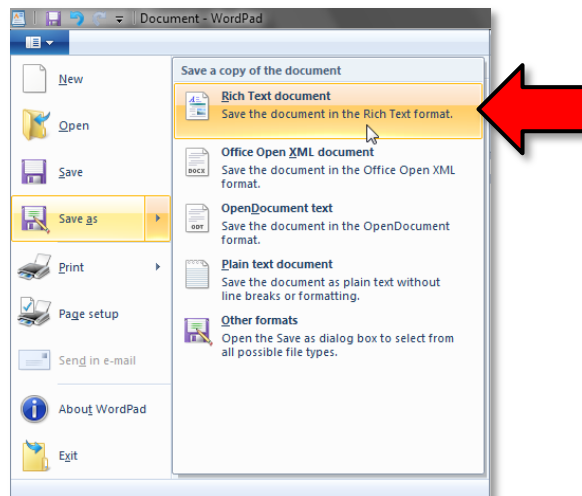 Document - WordPad
New
Open
Save
Save as
Print
Page setup
Send in e-mail
About WordPad
Exit
Save a copy of the document
Rich Text document
Save the document in the Rich Text format.
DOCX
Office Open XML document
Save the document in the Office Open XML
format.
ODT
OpenDocument text
Save the document in the OpenDocument
format.
Plain text document
Save the document as plain text without
line breaks or formatting.
Other formats
Open the Save as dialog box to select from
all possible file types.